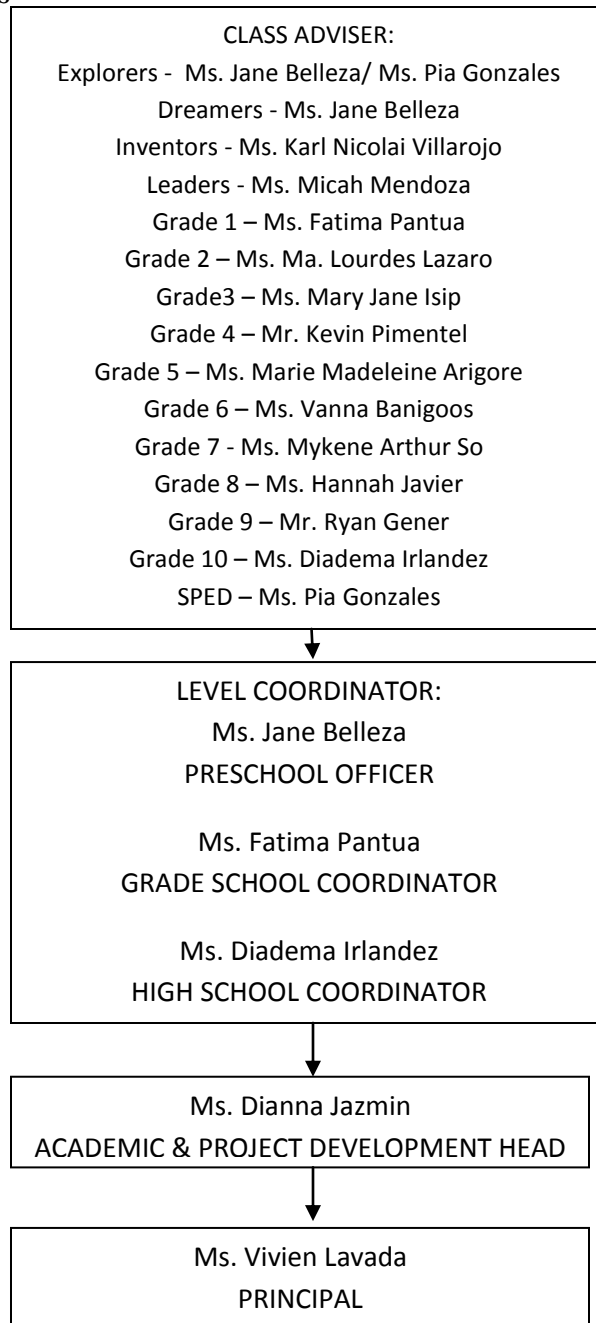 CLASS ADVISER:
Explorers -  Ms. Jane Belleza/ Ms. Pia Gonzales
Dreamers - Ms. Jane Belleza
Inventors - Ms. Karl Nicolai Villarojo
Leaders - Ms. Micah Mendoza
Grade 1 – Ms. Fatima Pantua
Grade 2 – Ms. Ma. Lourdes Lazaro
Grade3 – Ms. Mary Jane Isip
Grade 4 – Mr. Kevin Pimentel
Grade 5 – Ms. Marie Madeleine Arigore
Grade 6 – Ms. Vanna Banigoos
Grade 7 - Ms. Mykene Arthur So
Grade 8 – Ms. Hannah Javier
Grade 9 – Mr. Ryan Gener
Grade 10 – Ms. Diadema Irlandez
SPED – Ms. Pia Gonzales
LEVEL COORDINATOR:
Ms. Jane Belleza
PRESCHOOL OFFICER
Ms. Fatima Pantua
GRADE SCHOOL COORDINATOR
Ms. Diadema Irlandez
HIGH SCHOOL COORDINATOR
Ms. Dianna Jazmin
ACADEMIC & PROJECT DEVELOPMENT HEAD
Ms. Vivien Lavada
PRINCIPAL